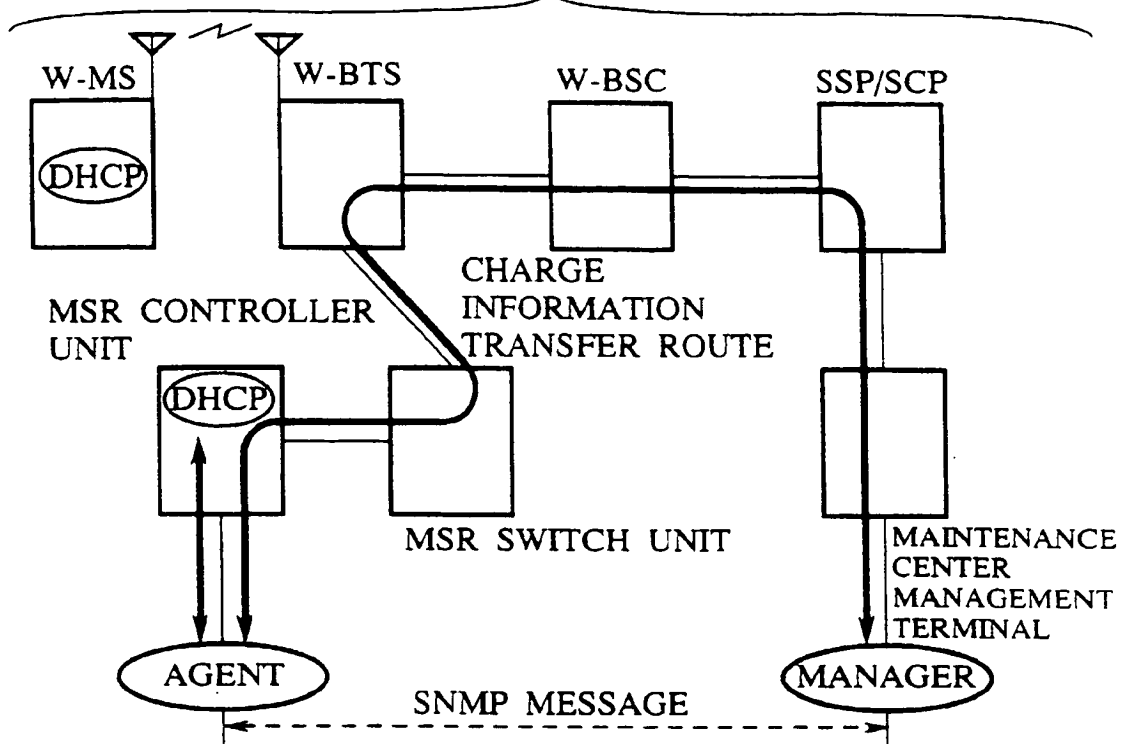 W-MS
W-BTS
W-BSC
SSP/SCP
DHCP
CHARGE
INFORMATION
TRANSFER ROUTE
MSR CONTROLLER
UNIT
DHCP
MSR SWITCH UNIT
MAINTENANCE
CENTER
MANAGEMENT
TERMINAL
AGENT
MANAGER
SNMP MESSAGE